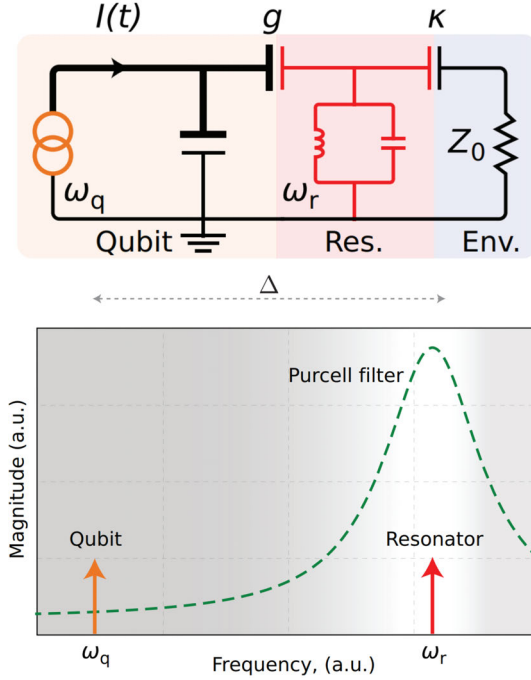 I(t) g κ
ω_q ω_r Z_0
Qubit Res. Env.
Δ
Purcell filter
Qubit Resonator
Magnitude (a.u.)
ω_q ω_r
Frequency, (a.u.)